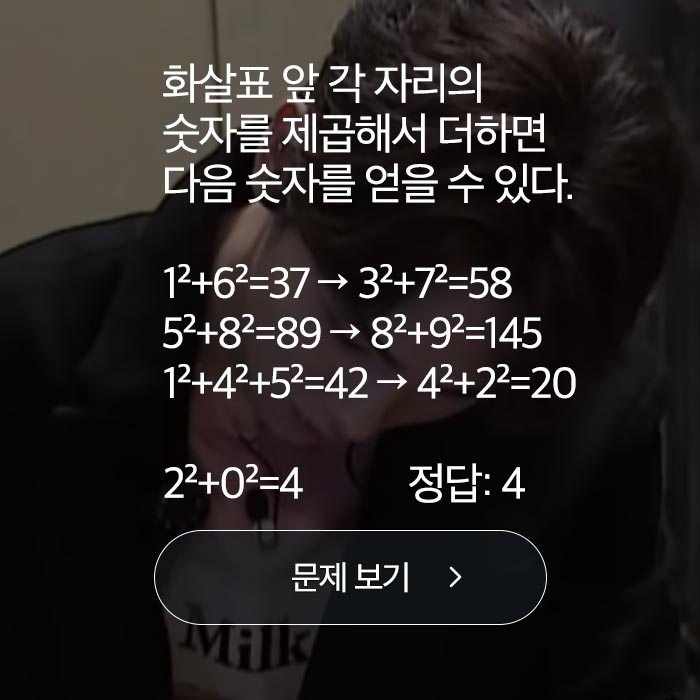 화살표 앞 각 자리의
숫자를 제곱해서 더하면
다음 숫자를 얻을 수 있다.
1²+6²=37 → 3²+7²=58
5²+8²=89 → 8²+9²=145
1²+4²+5²=42 → 4²+2²=20
2²+0²=4 정답: 4
문제 보기 >
Milk